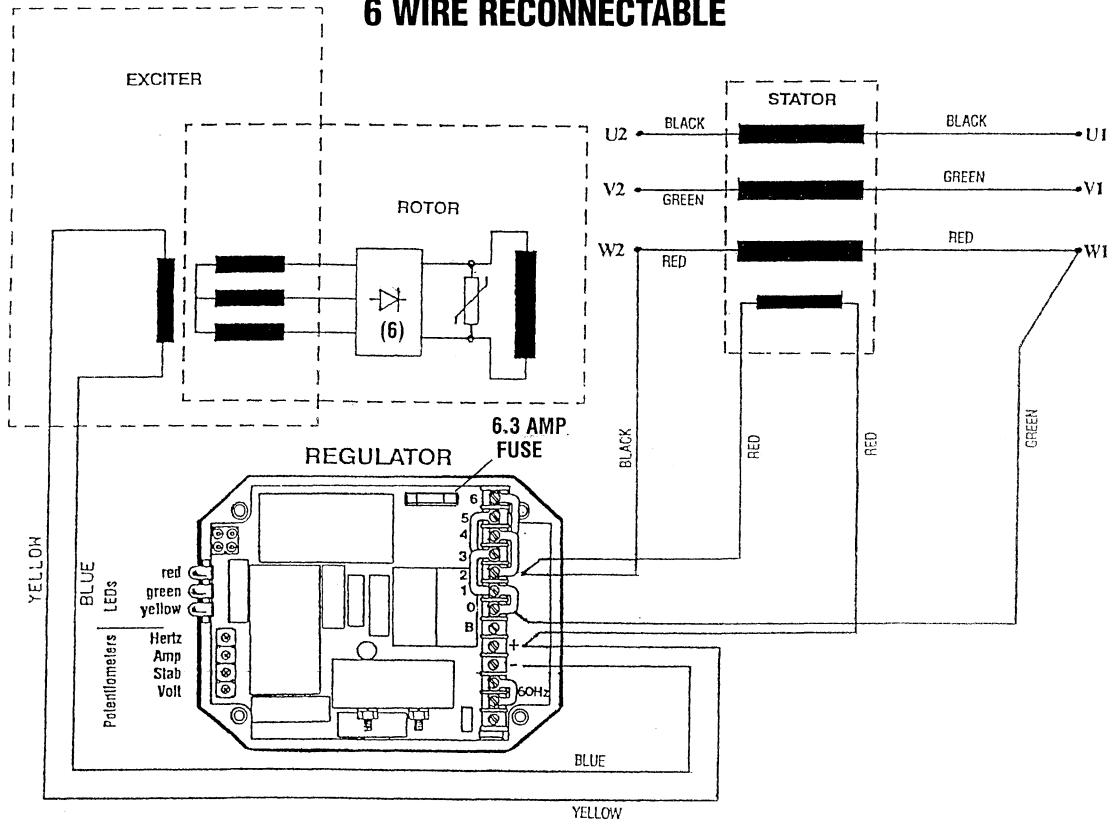 6 WIRE RECONNECTABLE
EXCITER
STATOR
U2
BLACK
BLACK
U1
V2
GREEN
GREEN
V1
ROTOR
W2
RED
RED
W1
(6)
6.3 AMP.
FUSE
REGULATOR
BLACK
RED
RED
GREEN
YELLOW
BLUE
LEDs
red
green
yellow
Potentiometers
Hertz
Amp
Stab
Volt
6
5
4
3
2
1
0
B
+
-
60Hz
BLUE
YELLOW